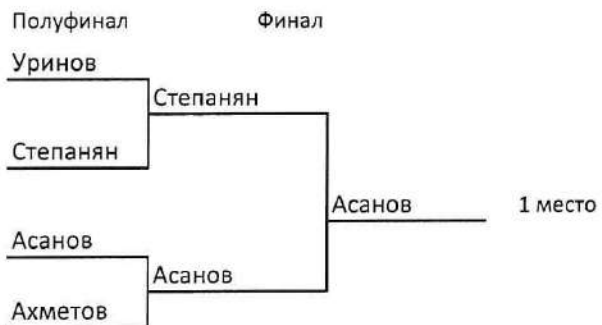 Полуфинал Финал
Уринов
Степанян
Степанян
Асанов 1 место
Асанов
Асанов
Ахметов